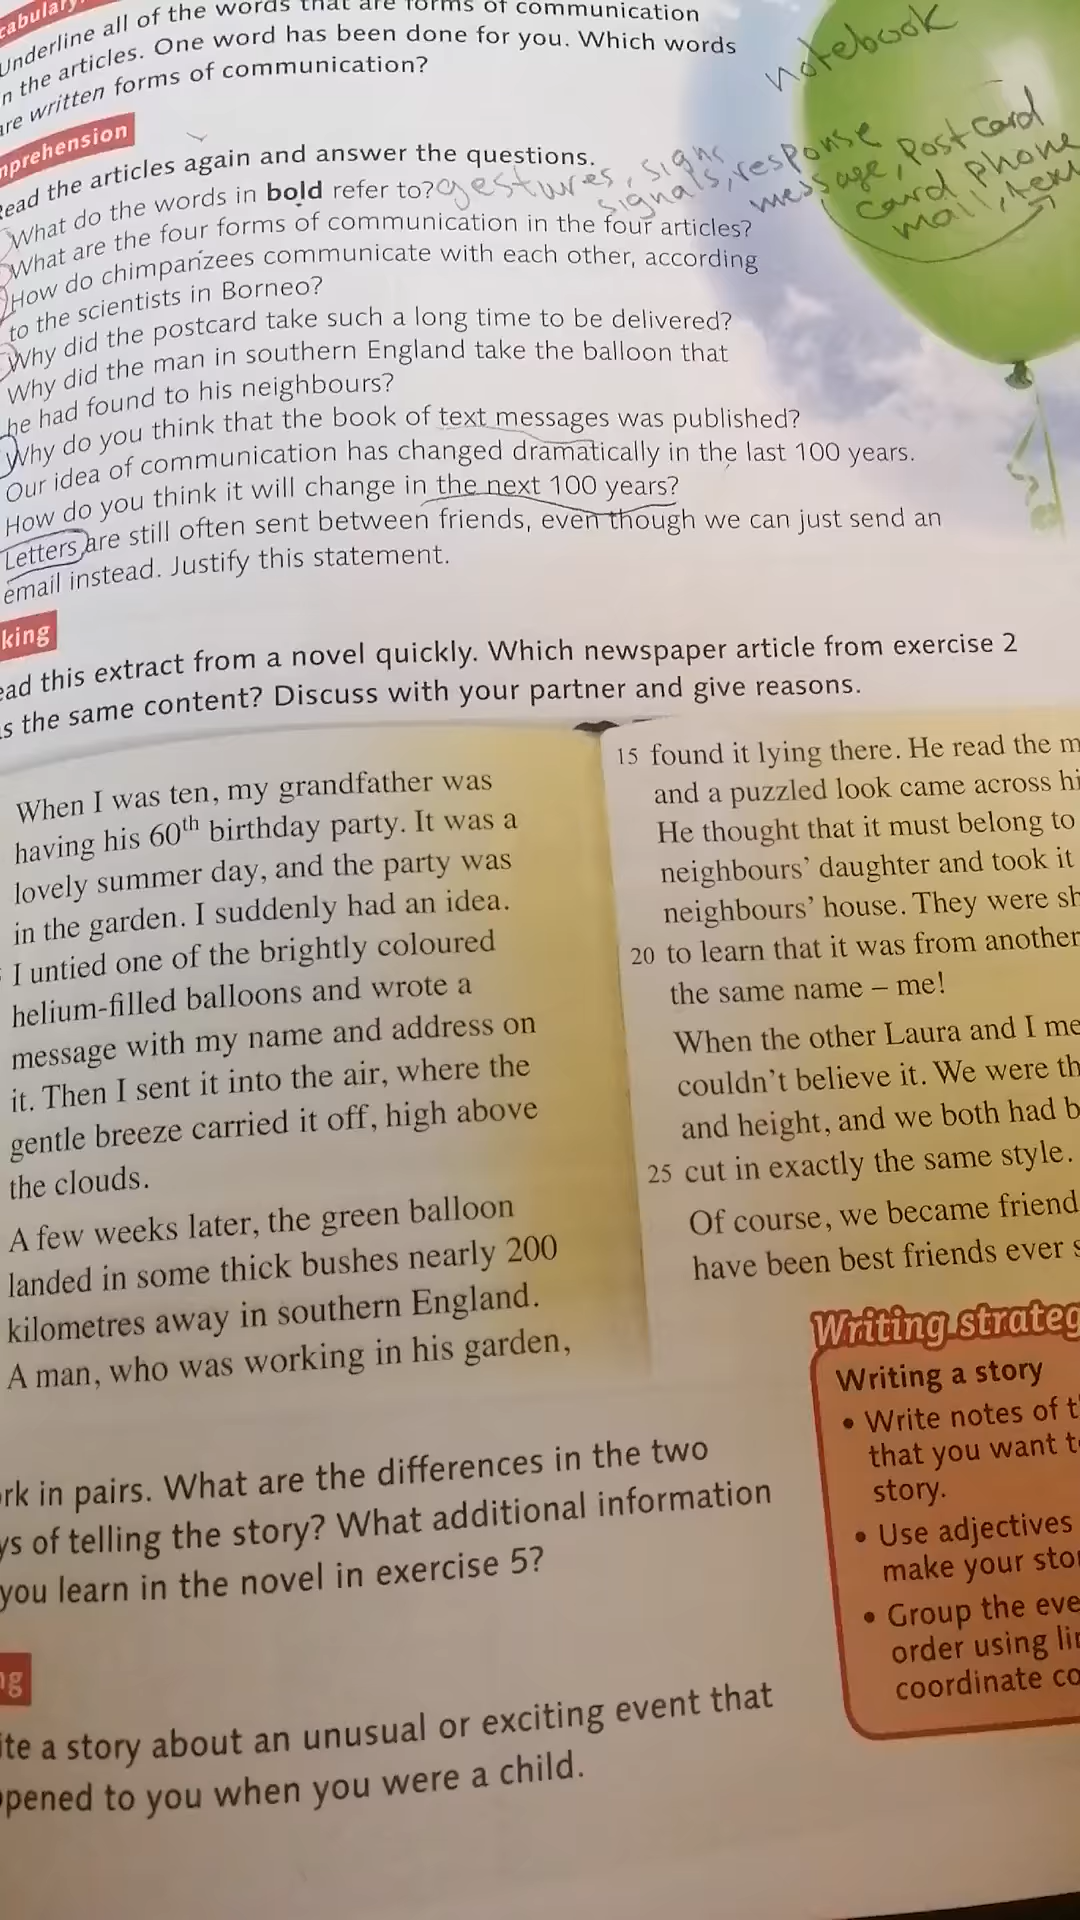 Underline all of the words that are forms of communication
in the articles. One word has been done for you. Which words
are written forms of communication?
notebook
mprehension
ead the articles again and answer the questions.
What do the words in bold refer to? gestures, signs
signals, response
message, postcard
card phone
mail, text
What are the four forms of communication in the four articles?
How do chimpanzees communicate with each other, according
to the scientists in Borneo?
Why did the postcard take such a long time to be delivered?
Why did the man in southern England take the balloon that
he had found to his neighbours?
Why do you think that the book of text messages was published?
Our idea of communication has changed dramatically in the last 100 years.
How do you think it will change in the next 100 years?
Letters are still often sent between friends, even though we can just send an
email instead. Justify this statement.
king
ead this extract from a novel quickly. Which newspaper article from exercise 2
s the same content? Discuss with your partner and give reasons.
When I was ten, my grandfather was
having his 60th birthday party. It was a
lovely summer day, and the party was
in the garden. I suddenly had an idea.
I untied one of the brightly coloured
helium-filled balloons and wrote a
message with my name and address on
it. Then I sent it into the air, where the
gentle breeze carried it off, high above
the clouds.
A few weeks later, the green balloon
landed in some thick bushes nearly 200
kilometres away in southern England.
A man, who was working in his garden,
15 found it lying there. He read the m
and a puzzled look came across hi
He thought that it must belong to
neighbours' daughter and took it
neighbours' house. They were sh
20 to learn that it was from another
the same name – me!
When the other Laura and I me
couldn't believe it. We were th
and height, and we both had b
25 cut in exactly the same style.
Of course, we became friend
have been best friends ever s
Writing strateg
Writing a story
• Write notes of t
that you want t
story.
• Use adjectives
make your sto
• Group the eve
order using li
coordinate co
rk in pairs. What are the differences in the two
ys of telling the story? What additional information
you learn in the novel in exercise 5?
ng
ite a story about an unusual or exciting event that
pened to you when you were a child.